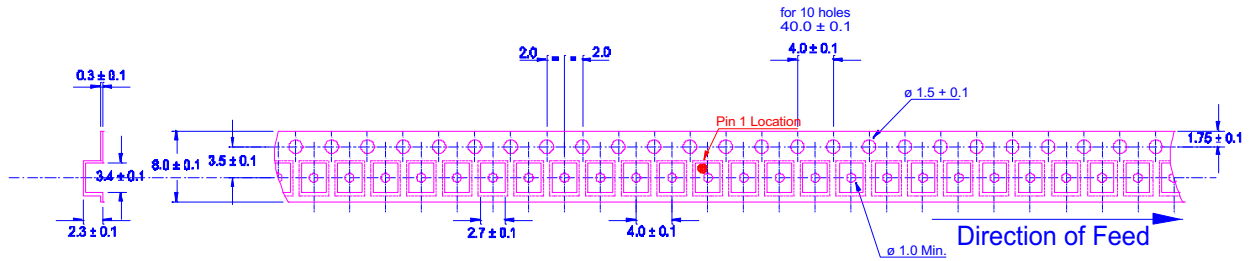 for 10 holes
40.0 ± 0.1
2.0
2.0
4.0 ± 0.1
0.3 ± 0.1
ø 1.5 + 0.1
Pin 1 Location
1.75 ± 0.1
8.0 ± 0.1
3.5 ± 0.1
3.4 ± 0.1
2.3 ± 0.1
2.7 ± 0.1
4.0 ± 0.1
Direction of Feed
ø 1.0 Min.